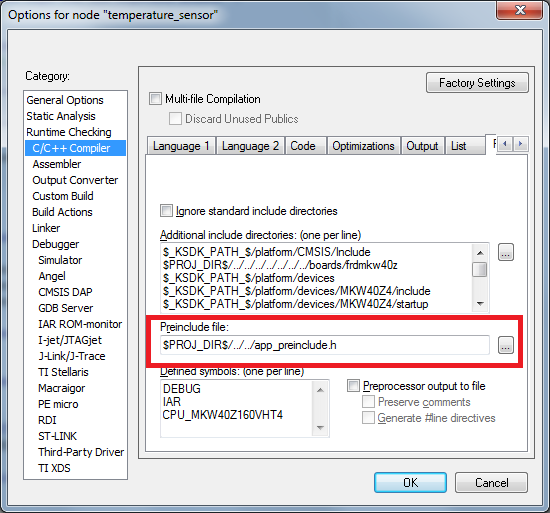 Options for node "temperature_sensor"
Category:
General Options
Static Analysis
Runtime Checking
C/C++ Compiler
Assembler
Output Converter
Custom Build
Build Actions
Linker
Debugger
Simulator
Angel
CMSIS DAP
GDB Server
IAR ROM-monitor
I-jet/JTAGjet
J-Link/J-Trace
TI Stellaris
Macraigor
PE micro
RDI
ST-LINK
Third-Party Driver
TI XDS
Factory Settings
Multi-file Compilation
Discard Unused Publics
Language 1
Language 2
Code
Optimizations
Output
List
Ignore standard include directories
Additional include directories: (one per line)
$_KSDK_PATH_$/platform/CMSIS/Include
$PROJ_DIR$/../../../../../../../boards/frdmkw40z
$_KSDK_PATH_$/platform/devices
$_KSDK_PATH_$/platform/devices/MKW40Z4/include
$_KSDK_PATH_$/platform/devices/MKW40Z4/startup
...
Preinclude file:
$PROJ_DIR$/../../app_preinclude.h
...
Defined symbols: (one per line)
DEBUG
IAR
CPU_MKW40Z160VHT4
Preprocessor output to file
Preserve comments
Generate #line directives
OK
Cancel